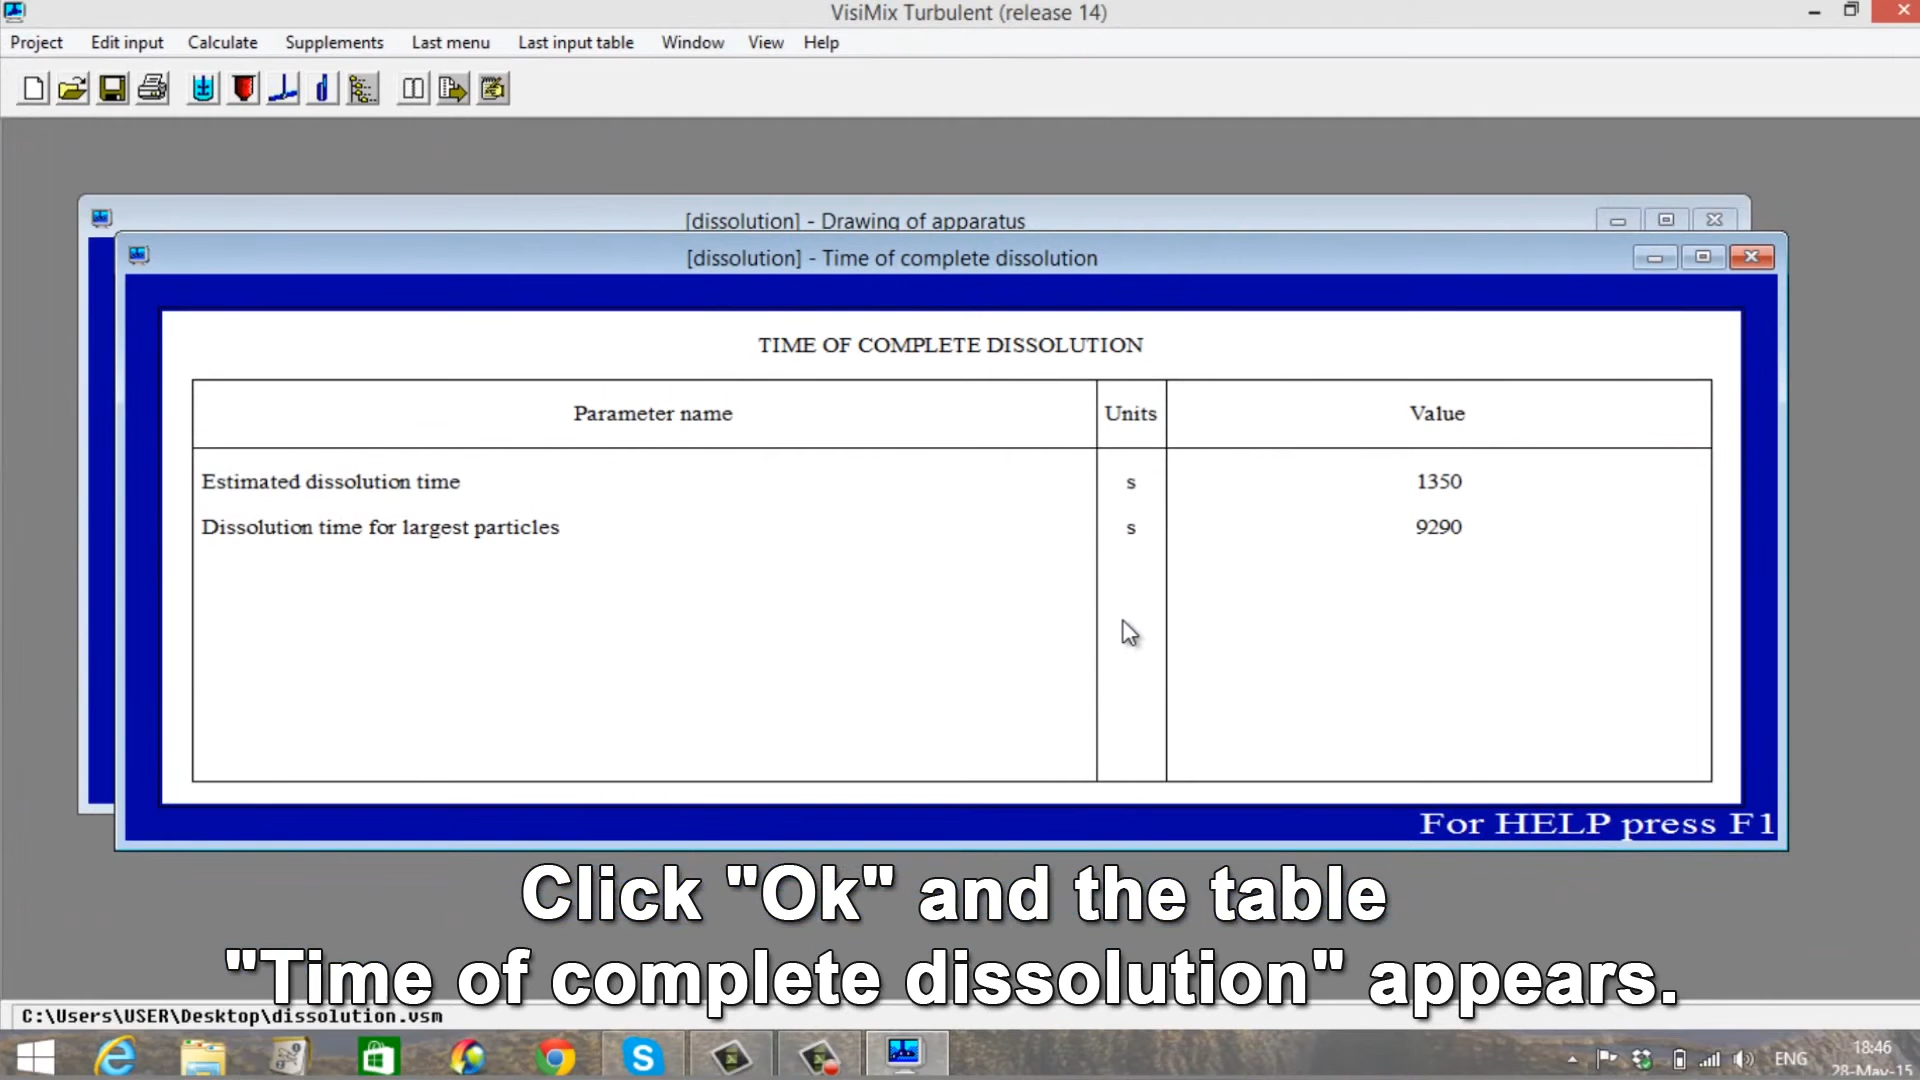 VisiMix Turbulent (release 14)
Project Edit input Calculate Supplements Last menu Last input table Window View Help
[dissolution] - Drawing of apparatus
[dissolution] - Time of complete dissolution
TIME OF COMPLETE DISSOLUTION
Parameter name Units Value
Estimated dissolution time s 1350
Dissolution time for largest particles s 9290
For HELP press F1
Click "Ok" and the table
"Time of complete dissolution" appears.
C:\Users\USER\Desktop\dissolution.vsm
ENG
18:46
28-May-15